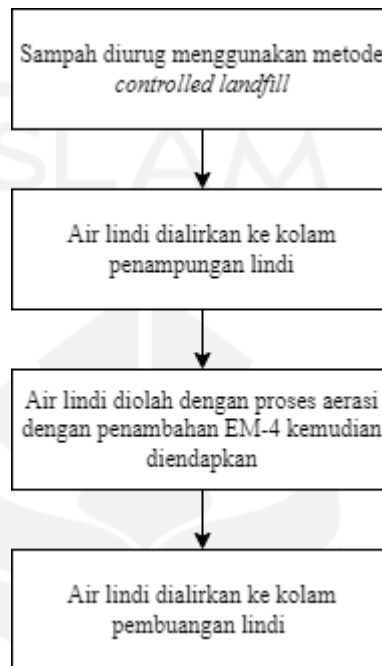 Sampah diurug menggunakan metode
controlled landfill
ISLAM
Air lindi dialirkan ke kolam
penampungan lindi
Air lindi diolah dengan proses aerasi
dengan penambahan EM-4 kemudian
diendapkan
Air lindi dialirkan ke kolam
pembuangan lindi